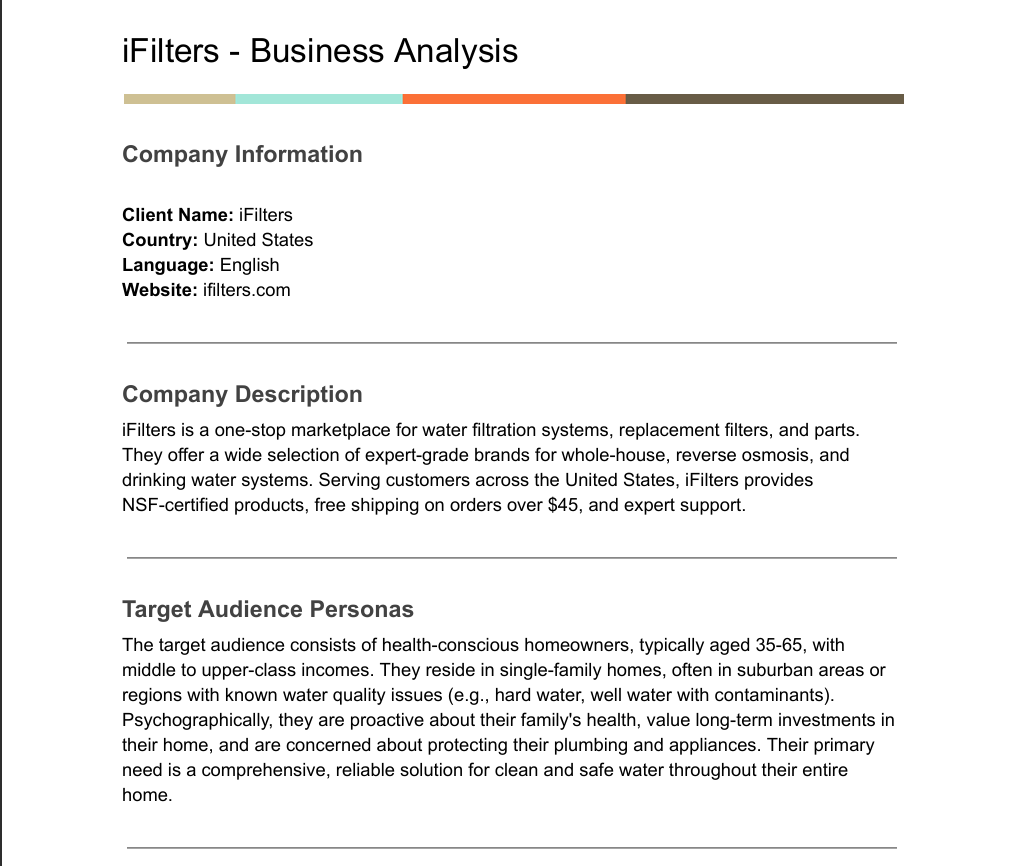 iFilters - Business Analysis
Company Information
Client Name: iFilters
Country: United States
Language: English
Website: ifilters.com
Company Description
iFilters is a one-stop marketplace for water filtration systems, replacement filters, and parts.
They offer a wide selection of expert-grade brands for whole-house, reverse osmosis, and
drinking water systems. Serving customers across the United States, iFilters provides
NSF-certified products, free shipping on orders over $45, and expert support.
Target Audience Personas
The target audience consists of health-conscious homeowners, typically aged 35-65, with
middle to upper-class incomes. They reside in single-family homes, often in suburban areas or
regions with known water quality issues (e.g., hard water, well water with contaminants).
Psychographically, they are proactive about their family's health, value long-term investments in
their home, and are concerned about protecting their plumbing and appliances. Their primary
need is a comprehensive, reliable solution for clean and safe water throughout their entire
home.